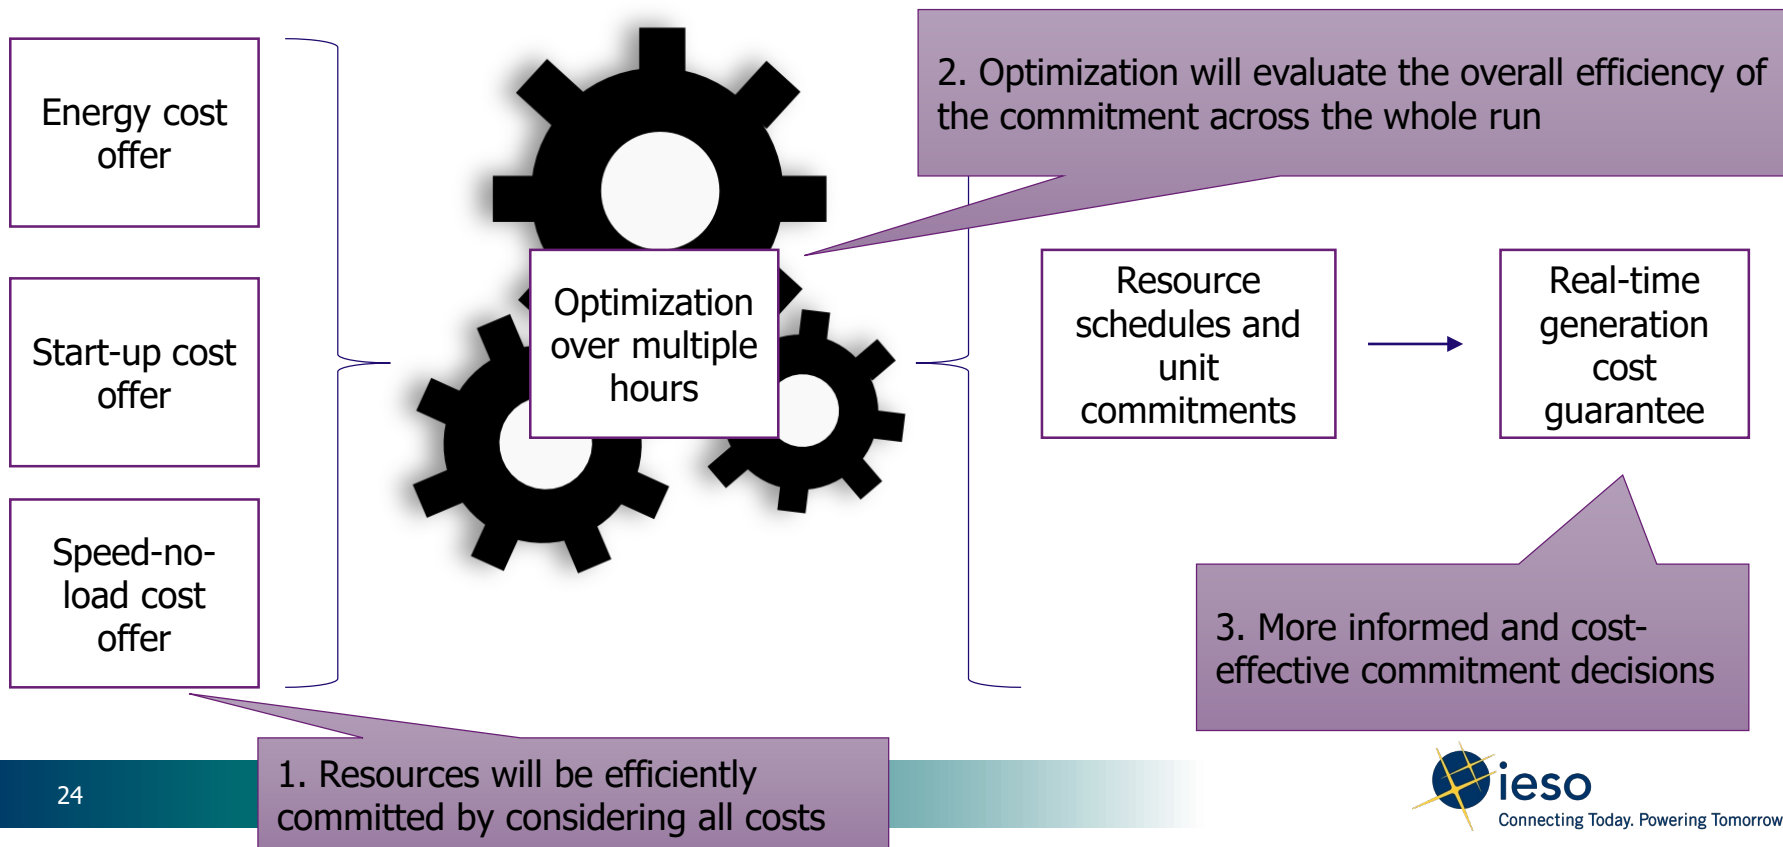 Energy cost
offer
Start-up cost
offer
Speed-no-
load cost
offer
Optimization
over multiple
hours
2. Optimization will evaluate the overall efficiency of
the commitment across the whole run
Resource
schedules and
unit
commitments
Real-time
generation
cost
guarantee
3. More informed and cost-
effective commitment decisions
1. Resources will be efficiently
committed by considering all costs
24
ieso
Connecting Today. Powering Tomorrow